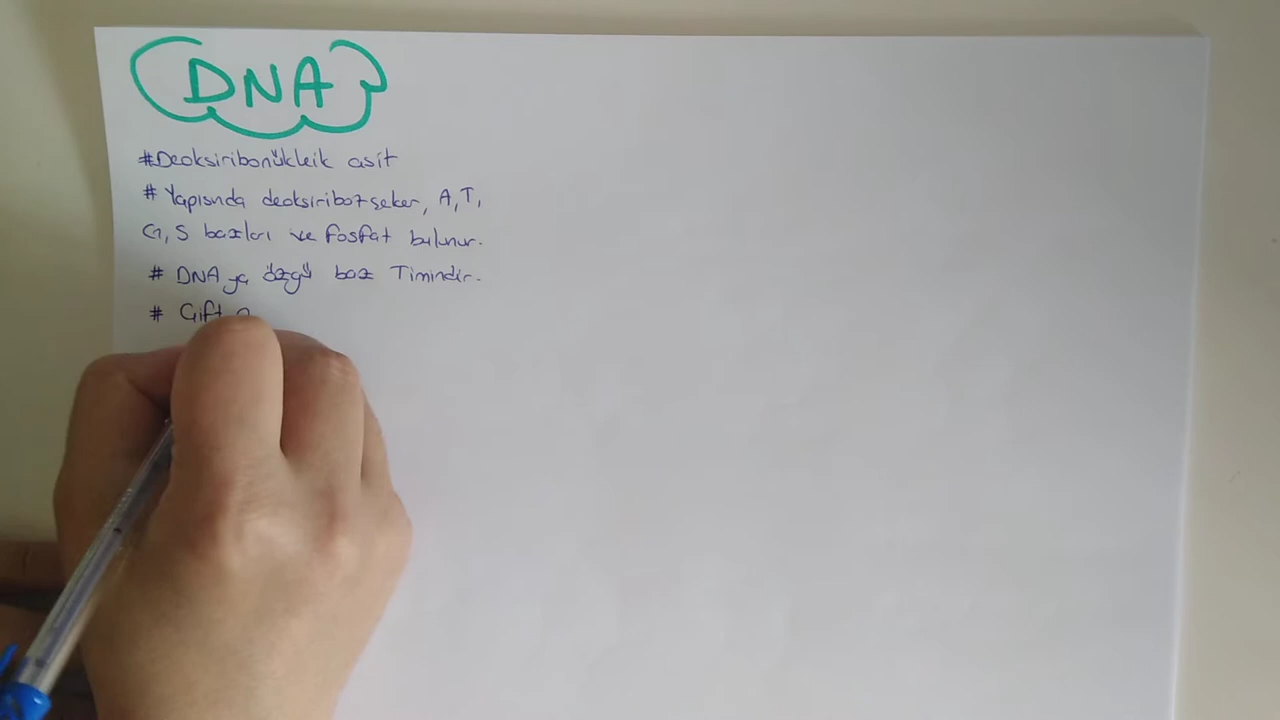 DNA
#Deoksiribonükleik asit
# Yapısında deoksiriboz şeker, A,T,
G,S bazları ve fosfat bulunur.
# DNA ya özgü baz Timindir.
# Çift